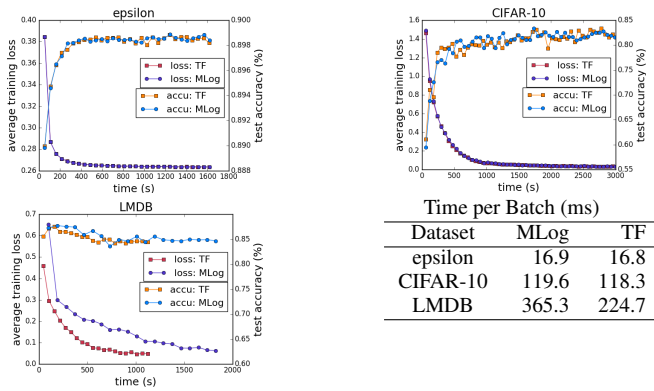 epsilon
0.40
0.38
0.36
0.34
0.32
0.30
0.28
0.26
average training loss
0.900
0.898
0.896
0.894
0.892
0.890
0.888
test accuracy (%)
loss: TF
loss: MLog
accu: TF
accu: MLog
0 200 400 600 800 1000 1200 1400 1600 1800
time (s)
CIFAR-10
1.6
1.4
1.2
1.0
0.8
0.6
0.4
0.2
0.0
average training loss
0.85
0.80
0.75
0.70
0.65
0.60
0.55
test accuracy (%)
loss: TF
loss: MLog
accu: TF
accu: MLog
0 500 1000 1500 2000 2500 3000
time (s)
LMDB
0.7
0.6
0.5
0.4
0.3
0.2
0.1
0.0
average training loss
0.85
0.80
0.75
0.70
0.65
0.60
test accuracy (%)
loss: TF
loss: MLog
accu: TF
accu: MLog
0 500 1000 1500 2000
time (s)
Time per Batch (ms)
Dataset MLog TF
epsilon 16.9 16.8
CIFAR-10 119.6 118.3
LMDB 365.3 224.7